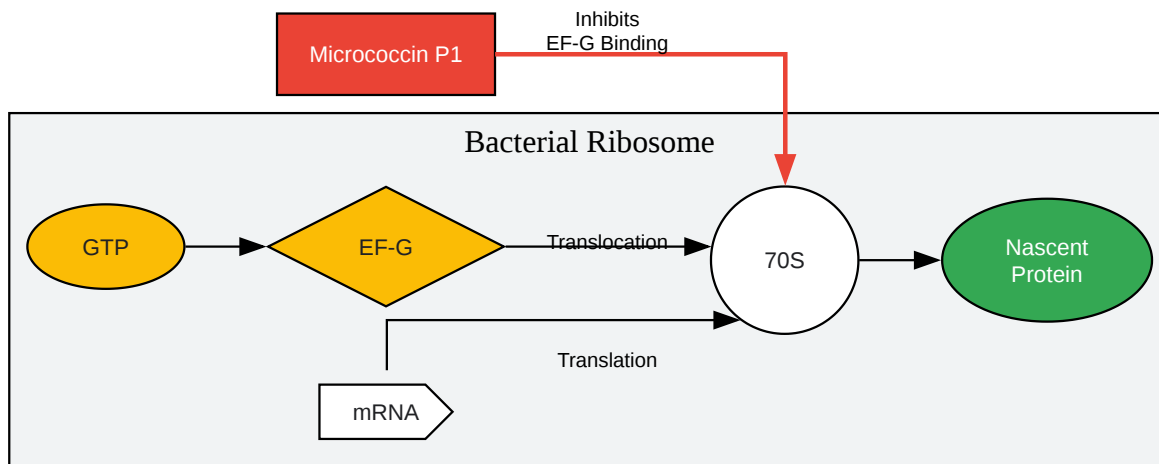 Inhibits
EF-G Binding
Micrococcin P1
Bacterial Ribosome
GTP
EF-G
Translocation
70S
Nascent
Protein
Translation
mRNA